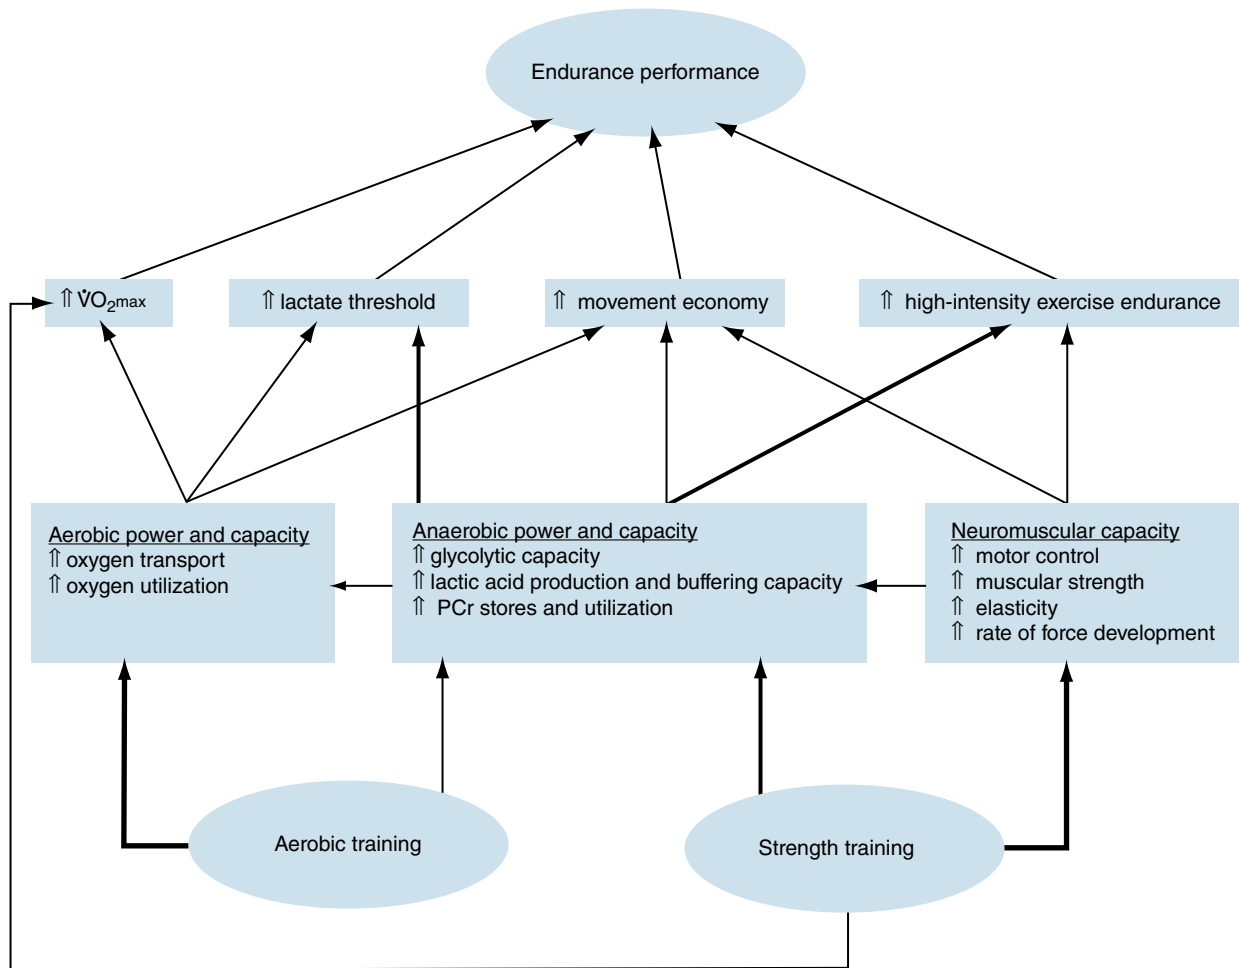 Endurance performance
⇑ V̇O₂max
⇑ lactate threshold
⇑ movement economy
⇑ high-intensity exercise endurance
Aerobic power and capacity
⇑ oxygen transport
⇑ oxygen utilization
Anaerobic power and capacity
⇑ glycolytic capacity
⇑ lactic acid production and buffering capacity
⇑ PCr stores and utilization
Neuromuscular capacity
⇑ motor control
⇑ muscular strength
⇑ elasticity
⇑ rate of force development
Aerobic training
Strength training